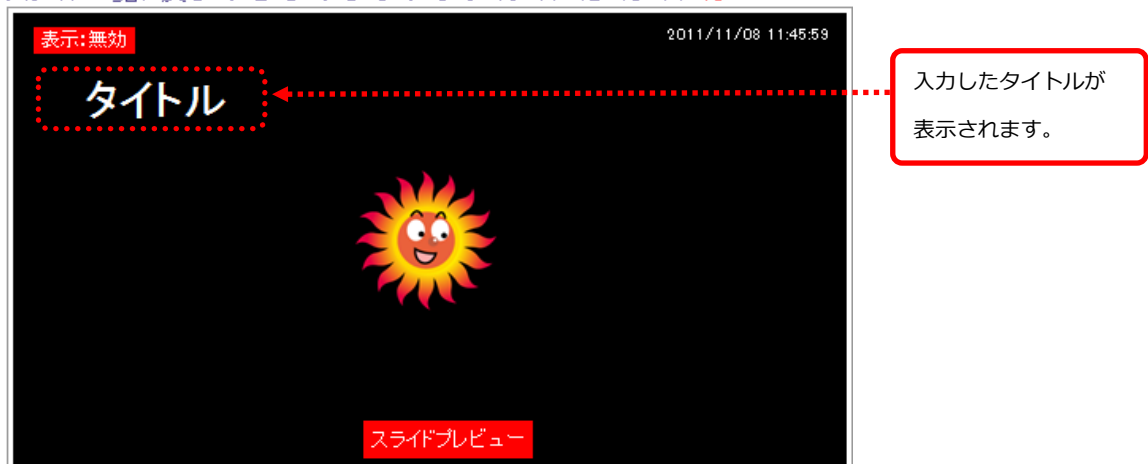 表示:無効
2011/11/08 11:45:59
タイトル
入力したタイトルが
表示されます。
スライドプレビュー